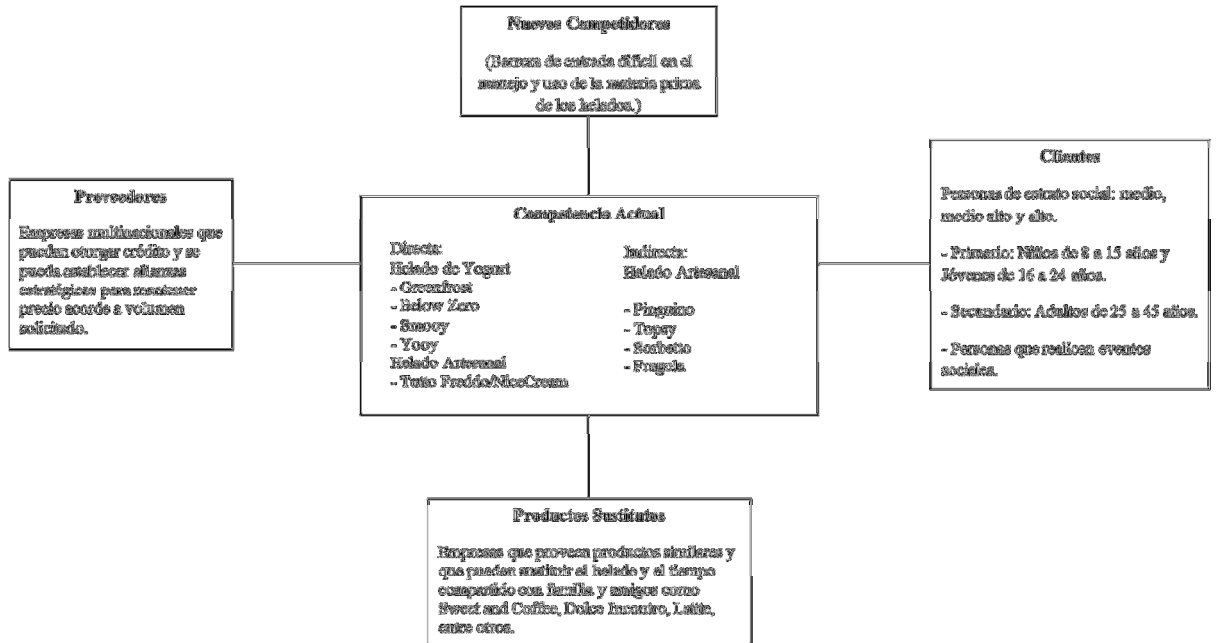 Nuevos Competidores
(Barrera de entrada difícil en el
manejo y uso de la materia prima
de los helados.)
Proveedores
Empresas multinacionales que
puedan otorgar crédito y se
pueda establecer alianzas
estratégicas para mantener
precio acorde a volumen
solicitado.
Competencia Actual
Directa:
Helado de Yogurt
- Greenfrost
- Below Zero
- Smooy
- Yooy
Helado Artesanal
- Tutto Freddo/NiceCream
Indirecta:
Helado Artesanal
- Pinguino
- Topsy
- Sorbetto
- Fragola
Clientes
Personas de estrato social: medio,
medio alto y alto.
- Primario: Niños de 8 a 15 años y
Jóvenes de 16 a 24 años.
- Secundario: Adultos de 25 a 45 años.
- Personas que realicen eventos
sociales.
Productos Sustitutos
Empresas que proveen productos similares y
que puedan sustituir el helado y el tiempo
compartido con familia y amigos como
Sweet and Coffee, Dolce Incontro,
entre otros.